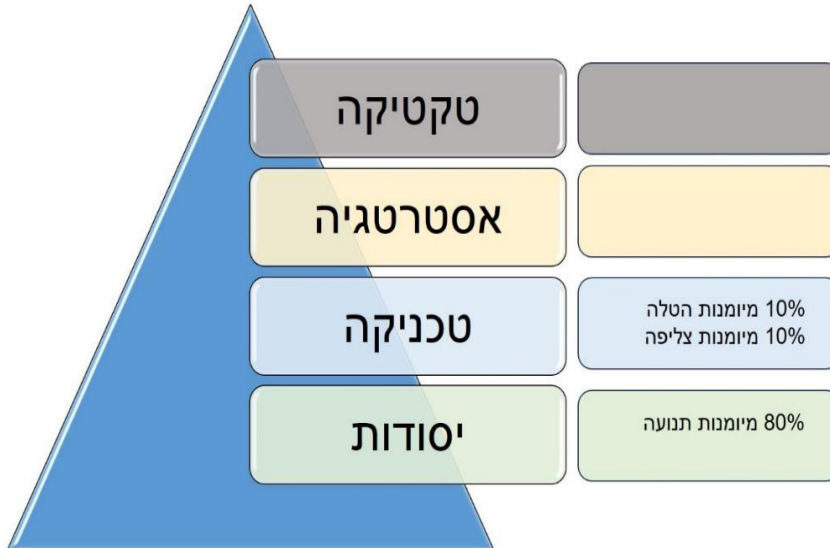 טקטיקה
אסטרטגיה
טכניקה
10% מיומנות הטלה
10% מיומנות צליפה
יסודות
80% מיומנות תנועה